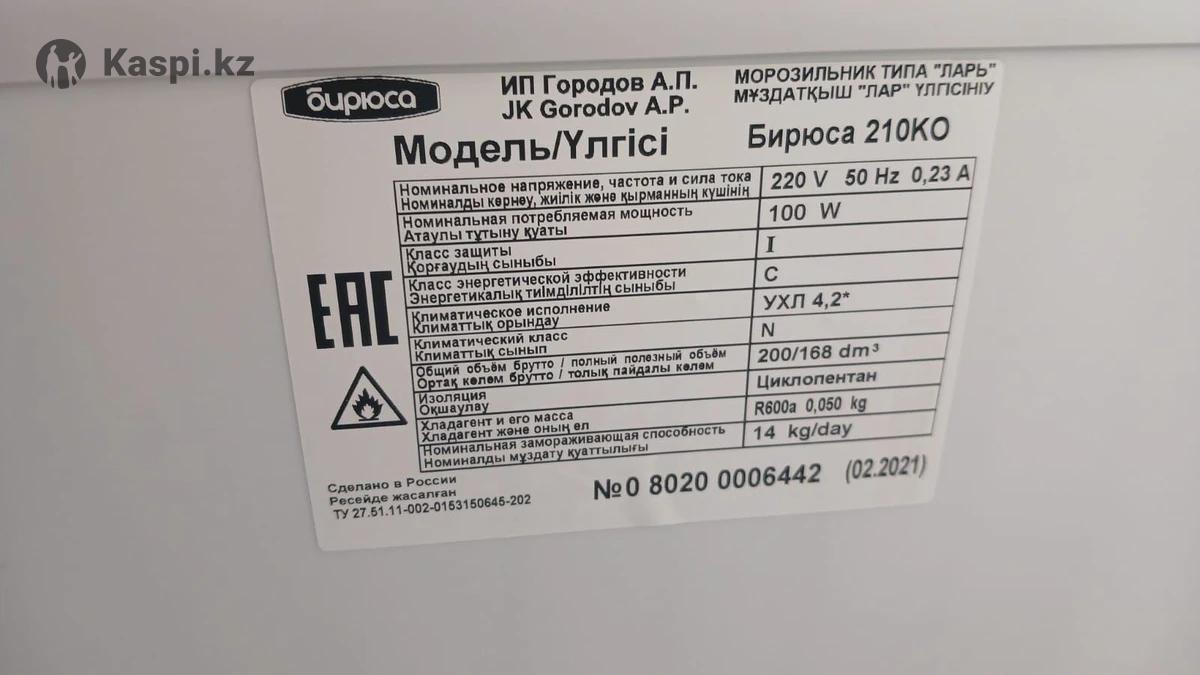 Kaspi.kz
бирюса
ИП Городов А.П.
JK Gorodov A.P.
МОРОЗИЛЬНИК ТИПА "ЛАРЬ"
МҰЗДАТҚЫШ "ЛАР" ҮЛГІСІНІУ
Модель/Үлгісі
Бирюса 210КО
Номинальное напряжение, частота и сила тока
Номиналды кернеу, жиілік және қырманның күшінің
220 V 50 Hz 0,23 A
Номинальная потребляемая мощность
Атаулы тұтыну қуаты
100 W
Класс защиты
Қорғаудың сыныбы
I
Класс энергетической эффективности
Энергетикалық тиімділілтің сыныбы
C
Климатическое исполнение
Климаттық орындау
УХЛ 4,2*
Климатический класс
Климаттық сынып
N
Общий объём брутто / полный полезный объём
Ортақ көлем брутто / толық пайдалы көлем
200/168 dm³
Изоляция
Оқшаулау
Циклопентан
Хладагент и его масса
Хладагент және оның ел
R600a 0,050 kg
Номинальная замораживающая способность
Номиналды мұздату қуаттылығы
14 kg/day
EAC
Сделано в России
Ресейде жасалған
ТУ 27.51.11-002-0153150645-202
№0 8020 0006442 (02.2021)